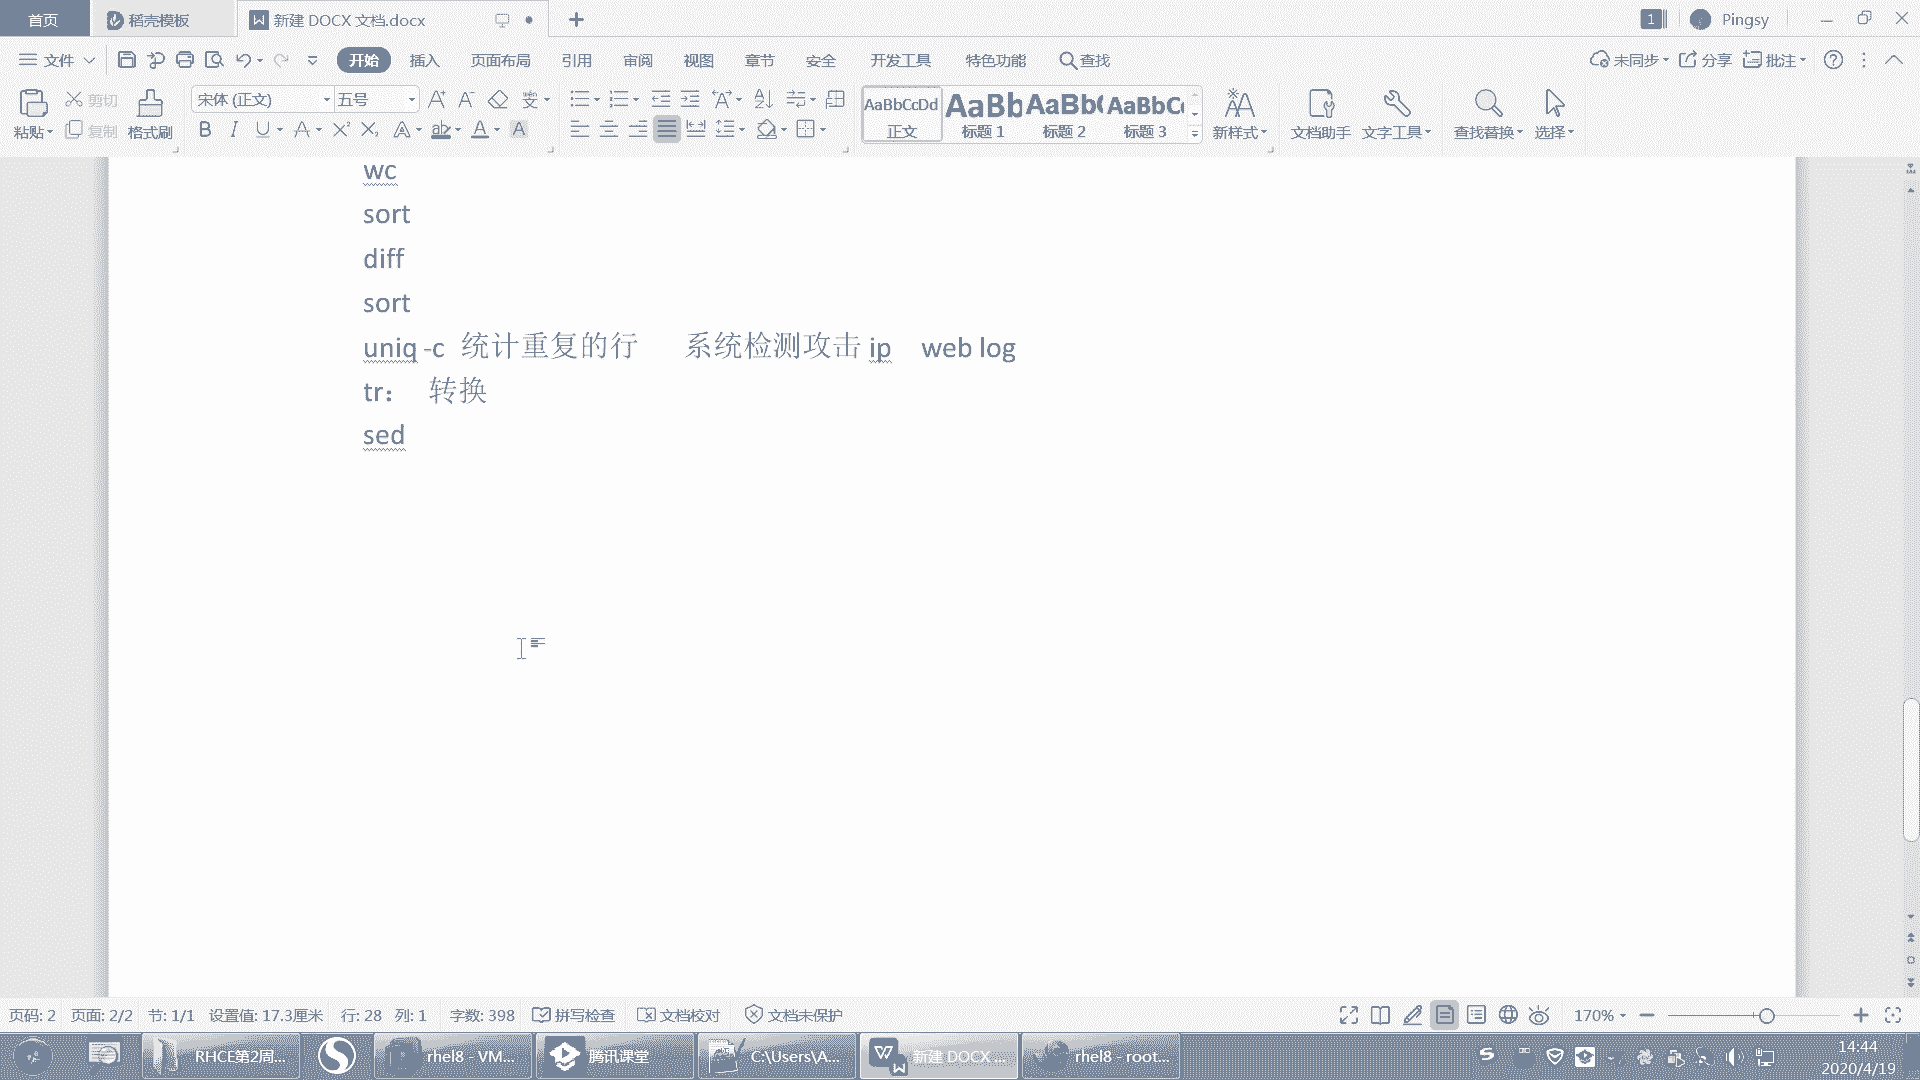 首页 稻壳模板 新建 DOCX 文档.docx 1 Pingsy
文件 开始 插入 页面布局 引用 审阅 视图 章节 安全 开发工具 特色功能 查找 未同步 分享 批注
粘贴 剪切 复制 格式刷 宋体 (正文) 五号 AaBbCcDd 正文 AaBb 标题 1 AaBb( 标题 2 AaBbC 标题 3 新样式 文档助手 文字工具 查找替换 选择
wc
sort
diff
sort
uniq -c 统计重复的行 系统检测攻击 ip web log
tr： 转换
sed
页码: 2 页面: 2/2 节: 1/1 设置值: 17.3厘米 行: 28 列: 1 字数: 398 拼写检查 文档校对 文档未保护 170%
RHCE第2周... rhel8 - VM... 腾讯课堂 C:\Users\A... 新建 DOCX ... rhel8 - root... 14:44
2020/4/19